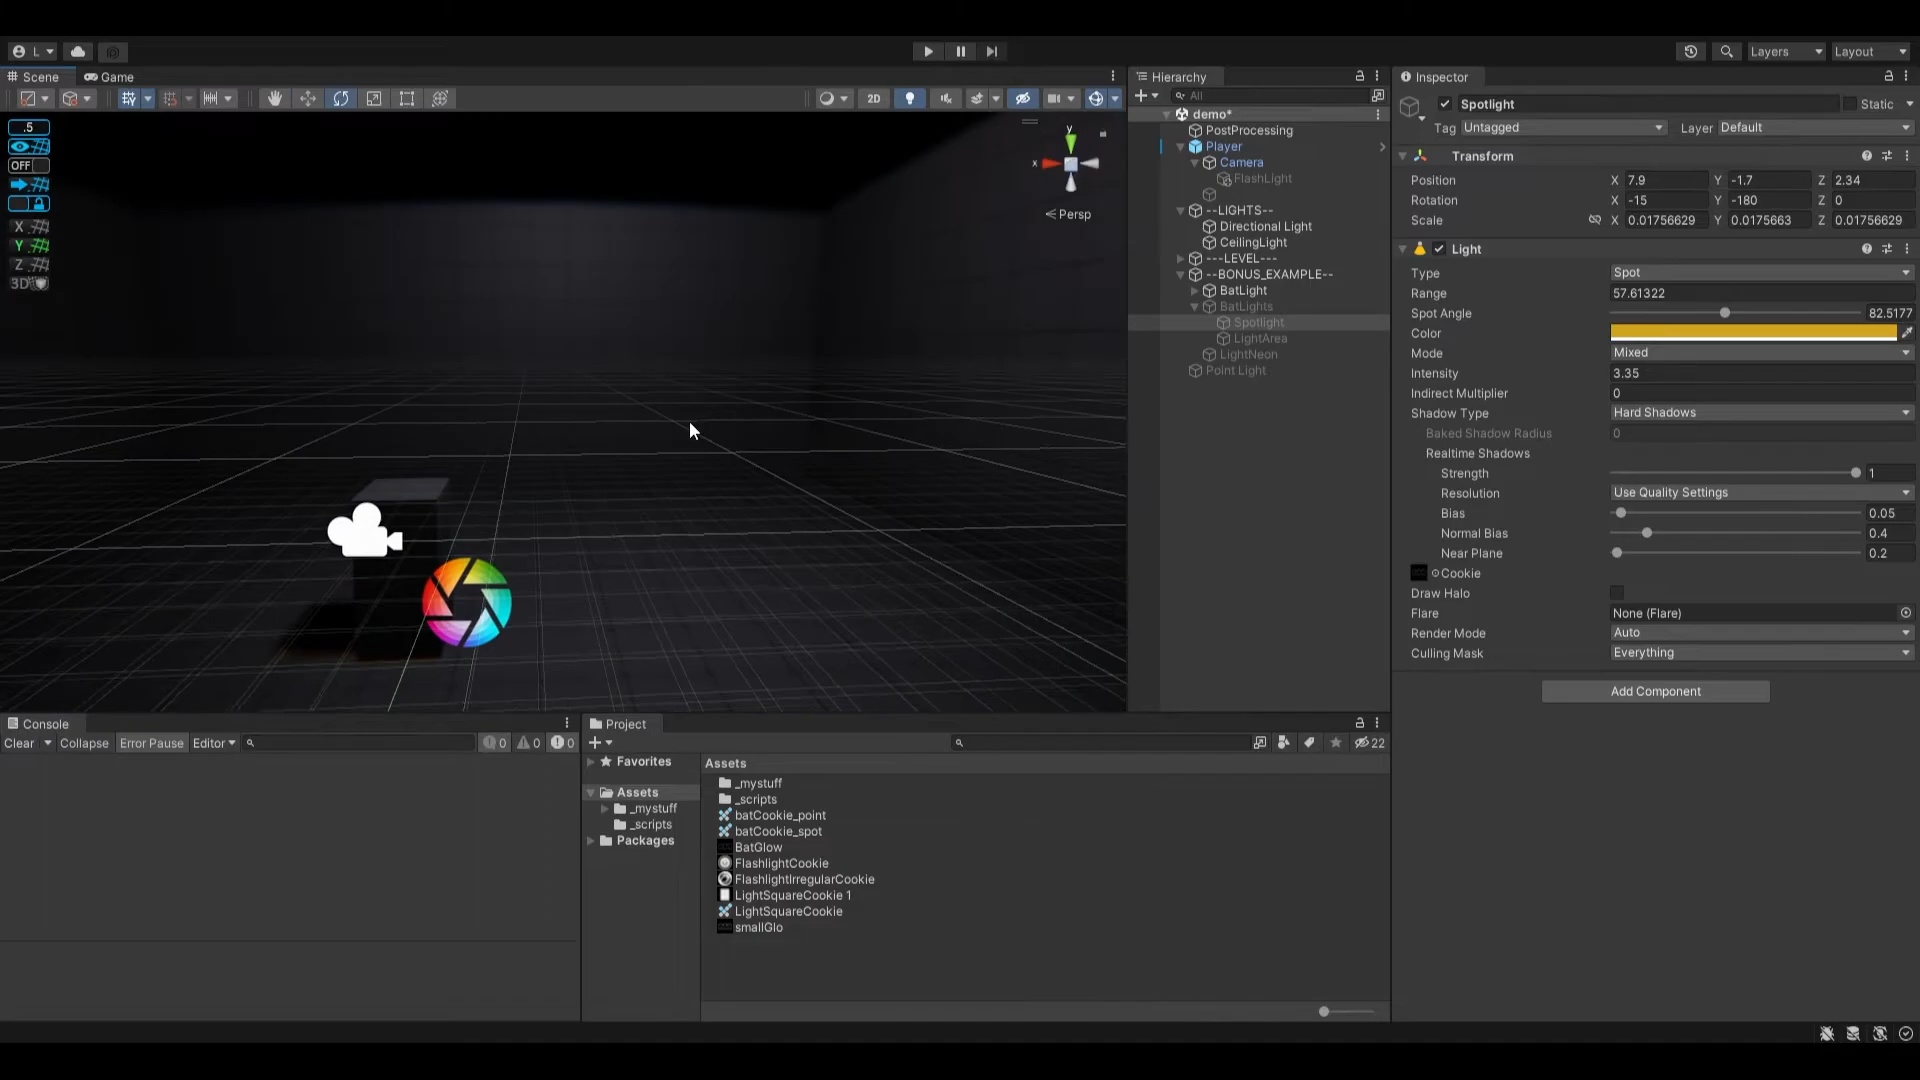 L
Layers
Layout
Scene
Game
2D
.5
OFF
X
Y
Z
3D
y
x
Persp
Hierarchy
All
demo*
PostProcessing
Player
Camera
FlashLight
--LIGHTS--
Directional Light
CeilingLight
---LEVEL---
--BONUS_EXAMPLE--
BatLight
BatLights
Spotlight
LightArea
LightNeon
Point Light
Inspector
Spotlight
Static
Tag Untagged
Layer Default
Transform
Position X 7.9 Y -1.7 Z 2.34
Rotation X -15 Y -180 Z 0
Scale X 0.01756629 Y 0.0175663 Z 0.01756629
Light
Type Spot
Range 57.61322
Spot Angle 82.5177
Color
Mode Mixed
Intensity 3.35
Indirect Multiplier 0
Shadow Type Hard Shadows
Baked Shadow Radius 0
Realtime Shadows
Strength 1
Resolution Use Quality Settings
Bias 0.05
Normal Bias 0.4
Near Plane 0.2
Cookie
Draw Halo
Flare None (Flare)
Render Mode Auto
Culling Mask Everything
Add Component
Console
Clear Collapse Error Pause Editor 0 0 0
Project
22
Favorites
Assets
_mystuff
_scripts
Packages
Assets
_mystuff
_scripts
batCookie_point
batCookie_spot
BatGlow
FlashlightCookie
FlashlightIrregularCookie
LightSquareCookie 1
LightSquareCookie
smallGlo